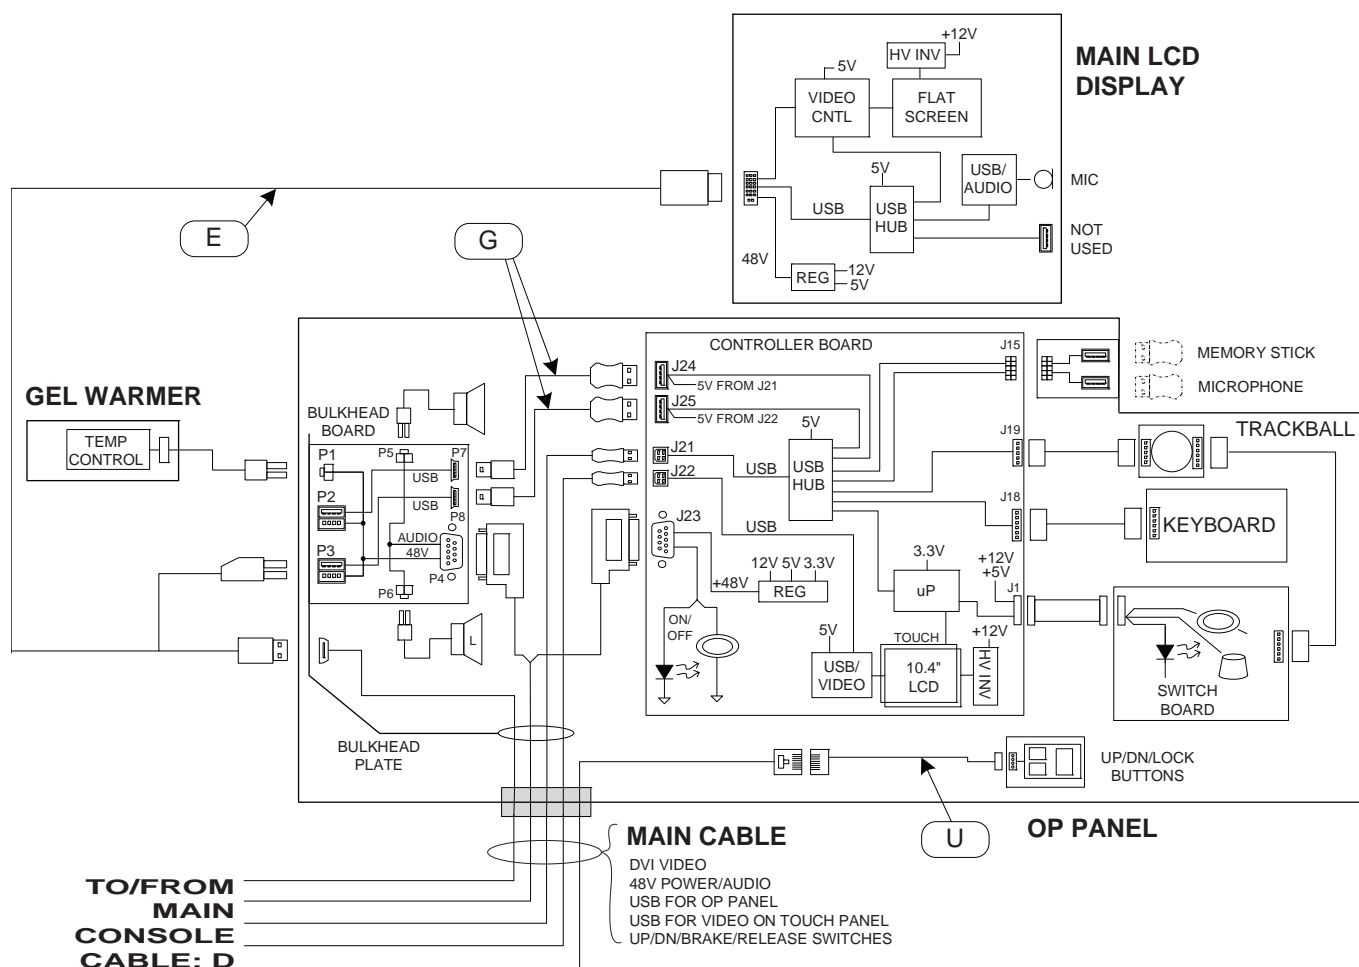 MAIN LCD
DISPLAY
+12V
HV INV
5V
VIDEO
CNTL
FLAT
SCREEN
5V
USB/
AUDIO
MIC
USB
USB
HUB
NOT
USED
48V
REG
12V
5V
E
G
GEL WARMER
TEMP
CONTROL
BULKHEAD
BOARD
P1
P5
P7
USB
P2
USB
P8
AUDIO
P3
48V
P4
P6
L
BULKHEAD
PLATE
CONTROLLER BOARD
J24
5V FROM J21
J25
5V FROM J22
J21
J22
USB
5V
USB
HUB
USB
J23
J15
J19
J18
MEMORY STICK
MICROPHONE
TRACKBALL
KEYBOARD
3.3V
+12V
+5V
J1
uP
12V 5V 3.3V
+48V
REG
ON/
OFF
5V
TOUCH
+12V
USB/
VIDEO
10.4"
LCD
HV INV
SWITCH
BOARD
UP/DN/LOCK
BUTTONS
U
OP PANEL
MAIN CABLE
DVI VIDEO
48V POWER/AUDIO
USB FOR OP PANEL
USB FOR VIDEO ON TOUCH PANEL
UP/DN/BRAKE/RELEASE SWITCHES
TO/FROM
MAIN
CONSOLE
CABLE: D